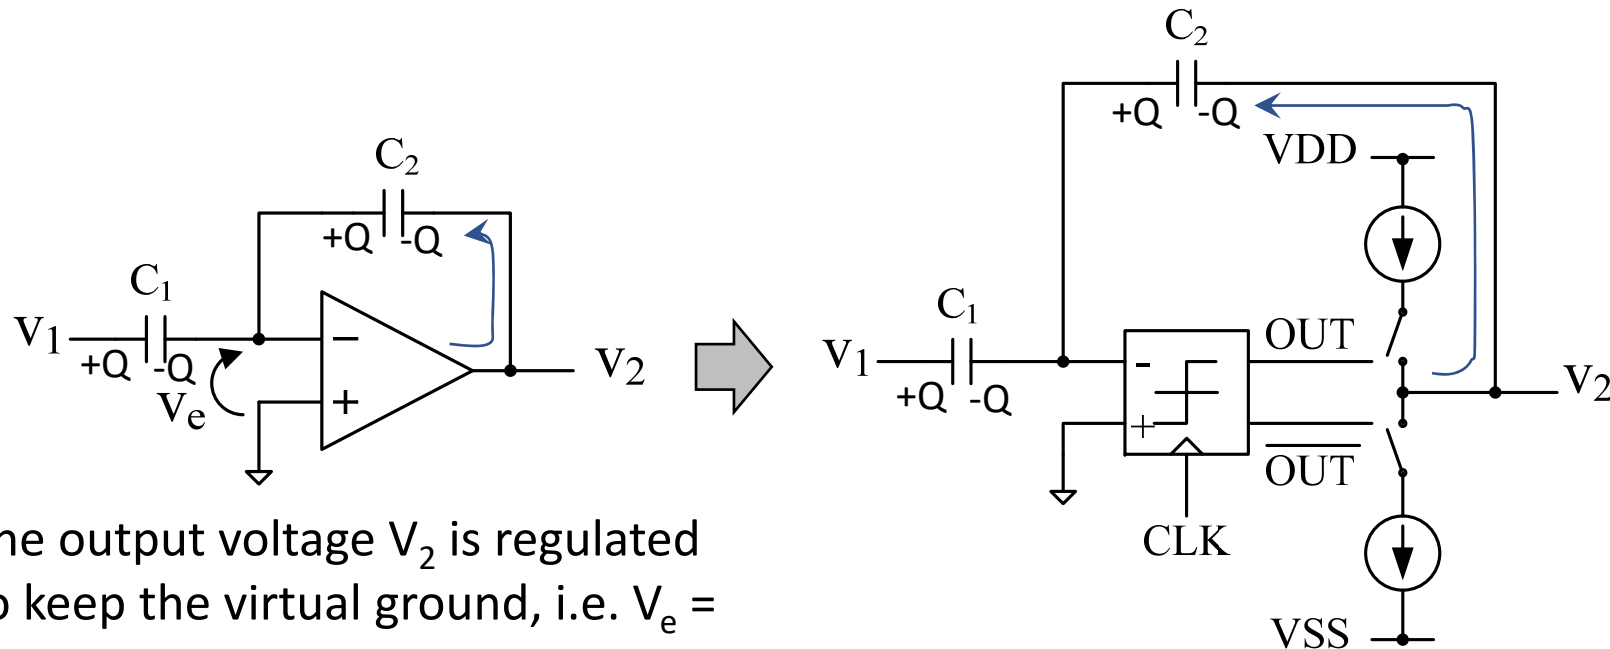 C₂
+Q -Q
C₁
V₁
+Q -Q
Vₑ
−
+
V₂
C₂
+Q -Q
VDD
C₁
V₁
+Q -Q
-
+
OUT
OUT
CLK
V₂
VSS
he output voltage V₂ is regulated
o keep the virtual ground, i.e. Vₑ =